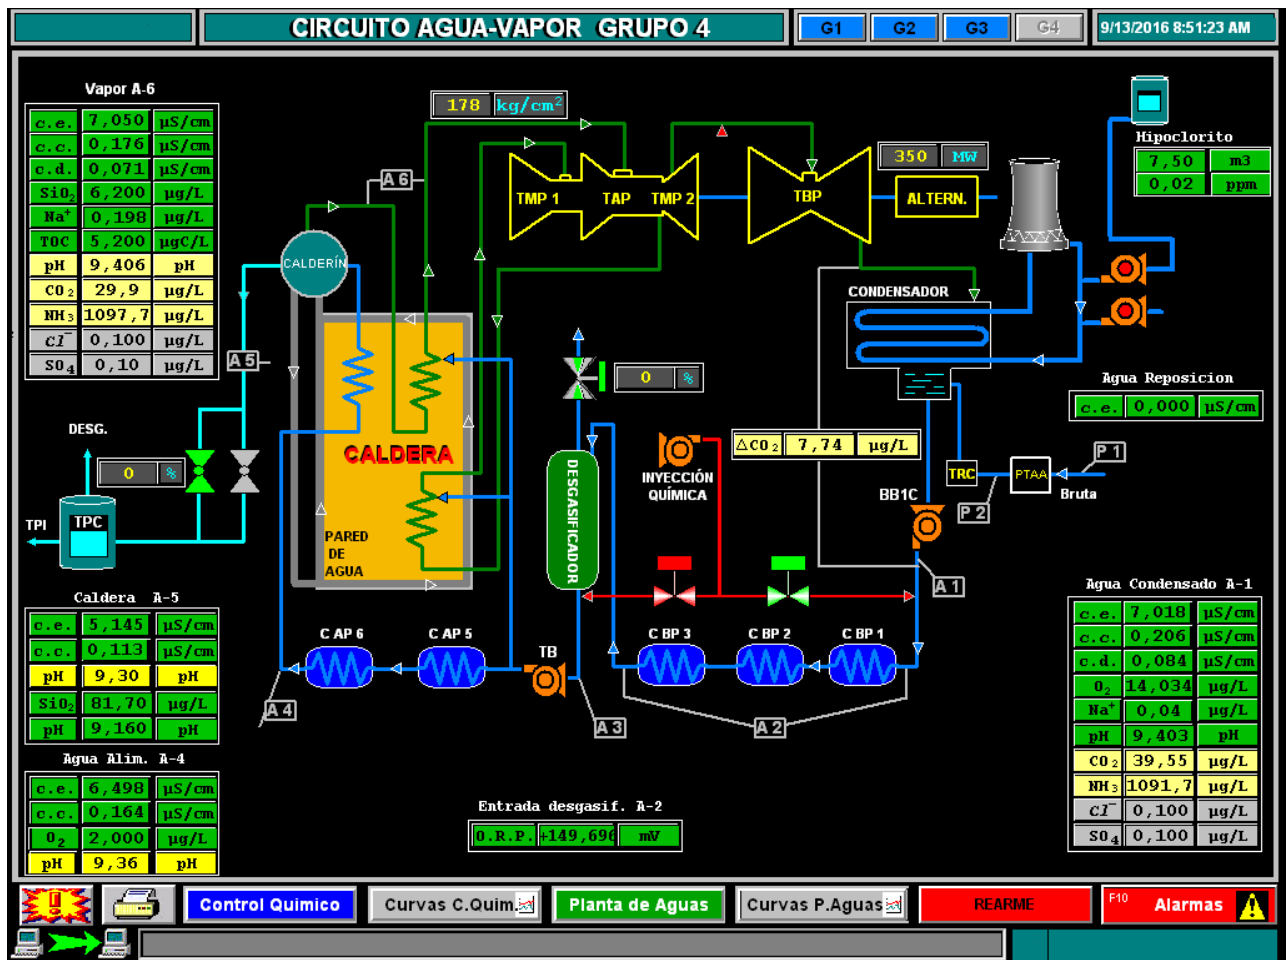 CIRCUITO AGUA-VAPOR GRUPO 4
G1 G2 G3 G4
9/13/2016 8:51:23 AM
Vapor A-6
c.e. 7,050 µS/cm
c.c. 0,176 µS/cm
c.d. 0,071 µS/cm
SiO2 6,200 µg/L
Na+ 0,198 µg/L
TOC 5,200 µgC/L
pH 9,406 pH
CO2 29,9 µg/L
NH3 1097,7 µg/L
Cl- 0,100 µg/L
SO4 0,10 µg/L
178 kg/cm2
A 6
TMP 1
TAP
TMP 2
TBP
350 MW
ALTERN.
Hipoclorito
7,50 m3
0,02 ppm
CALDERÍN
A 5
CONDENSADOR
Agua Reposicion
c.e. 0,000 µS/cm
0 %
DESG.
0 %
TPI
TPC
CALDERA
PARED
DE
AGUA
DESGASIFICADOR
INYECCIÓN
QUÍMICA
△CO2 7,74 µg/L
BB1C
TRC
PTAA
P 1
Bruta
P 2
A 1
Caldera A-5
c.e. 5,145 µS/cm
c.c. 0,113 µS/cm
pH 9,30 pH
SiO2 81,70 µg/L
pH 9,160 pH
Agua Alim. A-4
c.e. 6,498 µS/cm
c.c. 0,164 µS/cm
O2 2,000 µg/L
pH 9,36 pH
C AP 6
C AP 5
TB
C BP 3
C BP 2
C BP 1
A 4
A 3
A 2
Entrada desgasif. A-2
O.R.P. +149,696 mV
Agua Condensado A-1
c.e. 7,018 µS/cm
c.c. 0,206 µS/cm
c.d. 0,084 µS/cm
O2 14,034 µg/L
Na+ 0,04 µg/L
pH 9,403 pH
CO2 39,55 µg/L
NH3 1091,7 µg/L
Cl- 0,100 µg/L
SO4 0,100 µg/L
Control Quimico
Curvas C.Quim.
Planta de Aguas
Curvas P.Aguas
REARME
F10 Alarmas